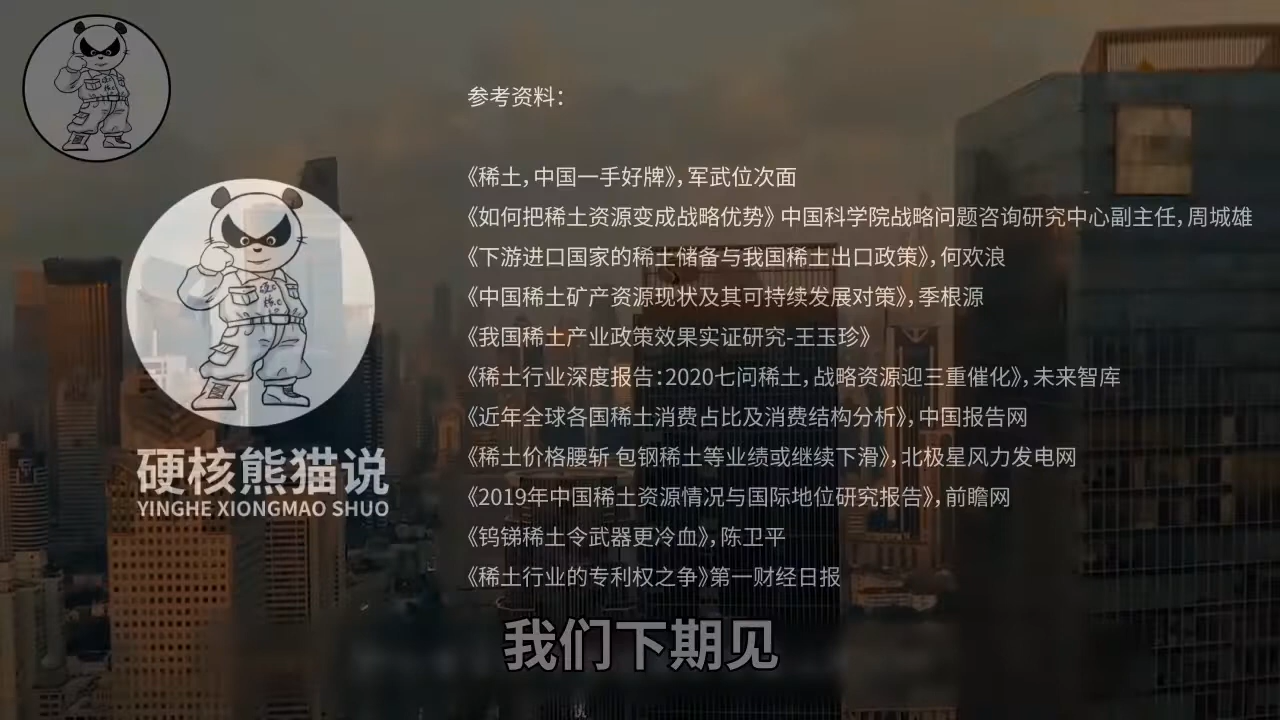 参考资料：
《稀土，中国一手好牌》，军武位次面
《如何把稀土资源变成战略优势》中国科学院战略问题咨询研究中心副主任，周城雄
《下游进口国家的稀土储备与我国稀土出口政策》，何欢浪
《中国稀土矿产资源现状及其可持续发展对策》，季根源
《我国稀土产业政策效果实证研究-王玉珍》
《稀土行业深度报告：2020七问稀土，战略资源迎三重催化》，未来智库
《近年全球各国稀土消费占比及消费结构分析》，中国报告网
《稀土价格腰斩 包钢稀土等业绩或继续下滑》，北极星风力发电网
《2019年中国稀土资源情况与国际地位研究报告》，前瞻网
《钨锑稀土令武器更冷血》，陈卫平
《稀土行业的专利权之争》第一财经日报
硬核熊猫说
YINGHE XIONGMAO SHUO
我们下期见